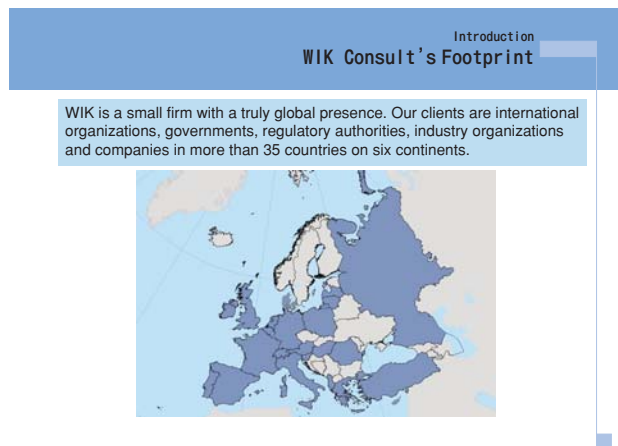 Introduction
WIK Consult's Footprint
WIK is a small firm with a truly global presence. Our clients are international
organizations, governments, regulatory authorities, industry organizations
and companies in more than 35 countries on six continents.